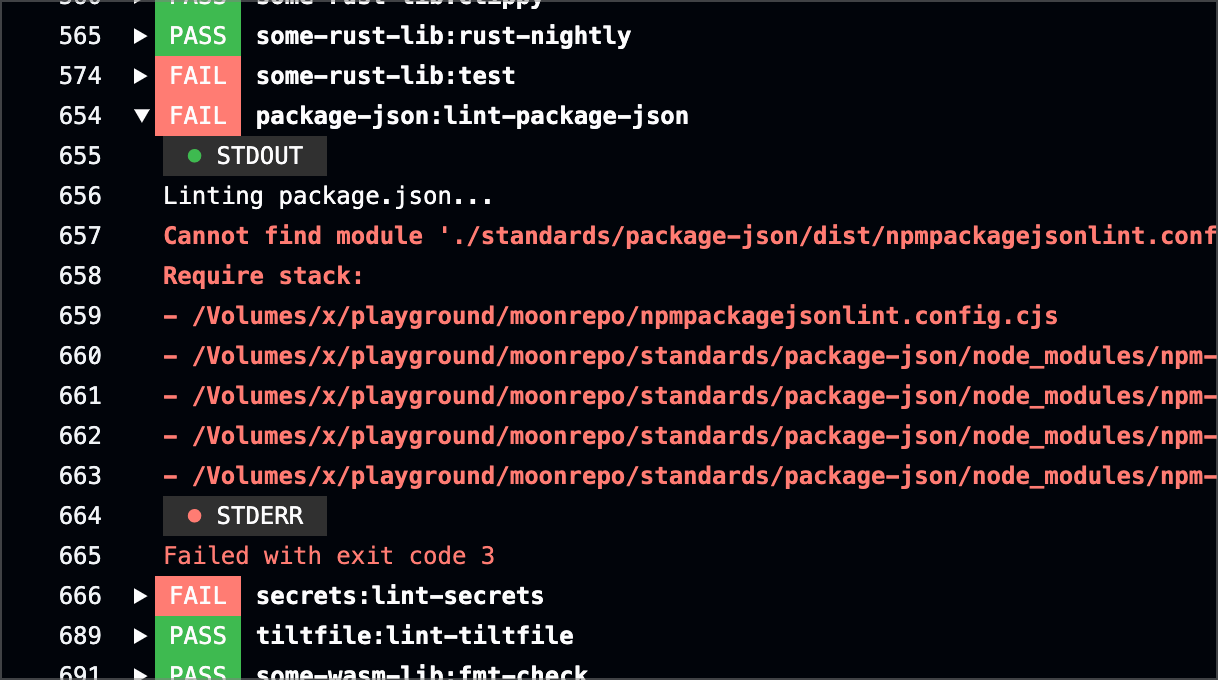 560 ▶ PASS some-rust-lib:clippy
565 ▶ PASS some-rust-lib:rust-nightly
574 ▶ FAIL some-rust-lib:test
654 ▼ FAIL package-json:lint-package-json
655 ● STDOUT
656 Linting package.json...
657 Cannot find module './standards/package-json/dist/npmpackagejsonlint.conf
658 Require stack:
659 - /Volumes/x/playground/moonrepo/npmpackagejsonlint.config.cjs
660 - /Volumes/x/playground/moonrepo/standards/package-json/node_modules/npm-
661 - /Volumes/x/playground/moonrepo/standards/package-json/node_modules/npm-
662 - /Volumes/x/playground/moonrepo/standards/package-json/node_modules/npm-
663 - /Volumes/x/playground/moonrepo/standards/package-json/node_modules/npm-
664 ● STDERR
665 Failed with exit code 3
666 ▶ FAIL secrets:lint-secrets
689 ▶ PASS tiltfile:lint-tiltfile
691 ▶ PASS some-wasm-lib:fmt-check